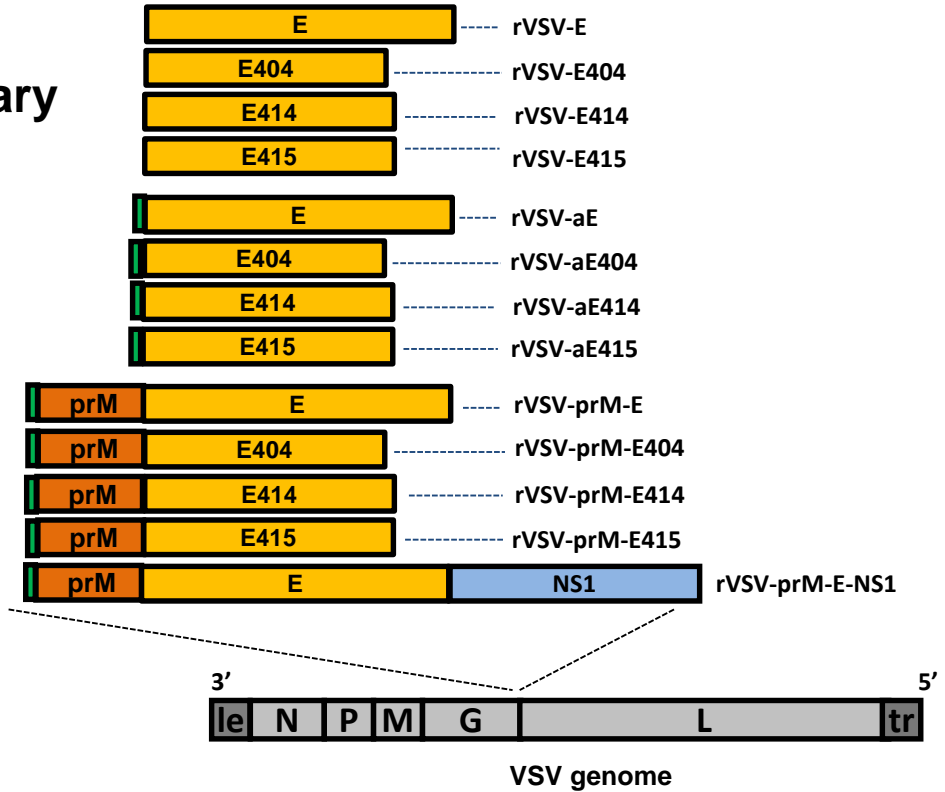 E rVSV-E
E404 rVSV-E404
ary
E414 rVSV-E414
E415 rVSV-E415
E rVSV-aE
E404 rVSV-aE404
E414 rVSV-aE414
E415 rVSV-aE415
prM E rVSV-prM-E
prM E404 rVSV-prM-E404
prM E414 rVSV-prM-E414
prM E415 rVSV-prM-E415
prM E NS1 rVSV-prM-E-NS1
3’ 5’
le N P M G L tr
VSV genome